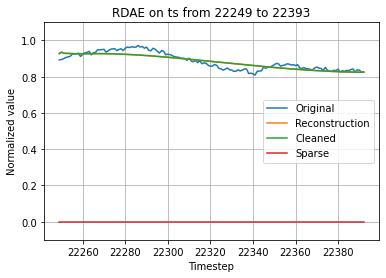 RDAE on ts from 22249 to 22393
Normalized value
1.0
0.8
0.6
0.4
0.2
0.0
Original
Reconstruction
Cleaned
Sparse
22260 22280 22300 22320 22340 22360 22380
Timestep